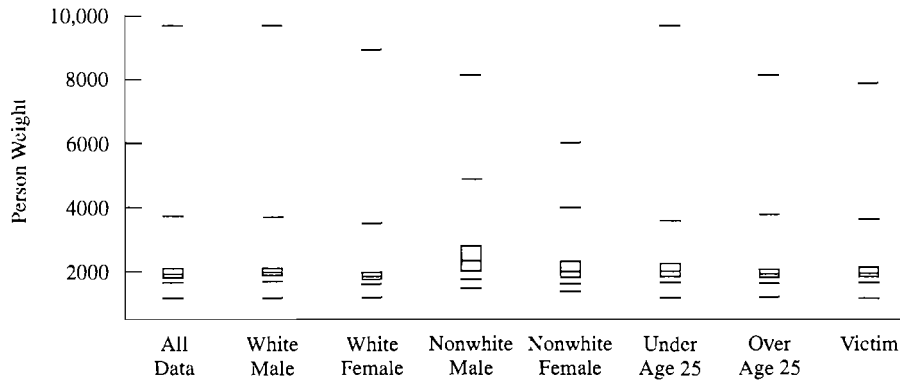 10,000
8000
6000
4000
2000
Person Weight
All Data
White Male
White Female
Nonwhite Male
Nonwhite Female
Under Age 25
Over Age 25
Victim